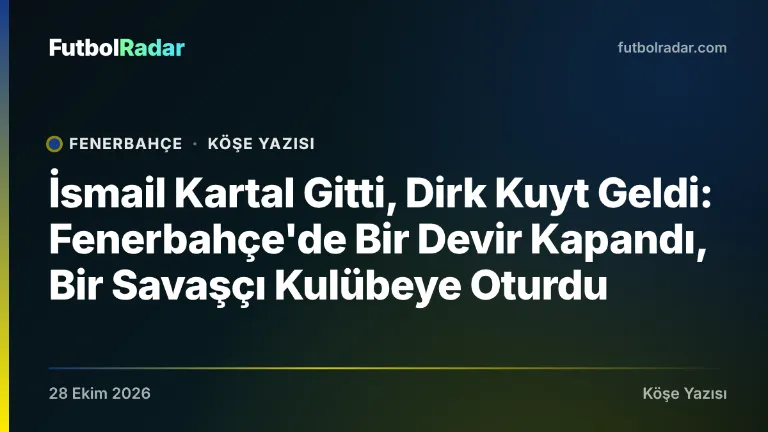 FutbolRadar
futbolradar.com
FENERBAHÇE · KÖŞE YAZISI
İsmail Kartal Gitti, Dirk Kuyt Geldi:
Fenerbahçe'de Bir Devir Kapandı,
Bir Savaşçı Kulübeye Oturdu
28 Ekim 2026
Köşe Yazısı